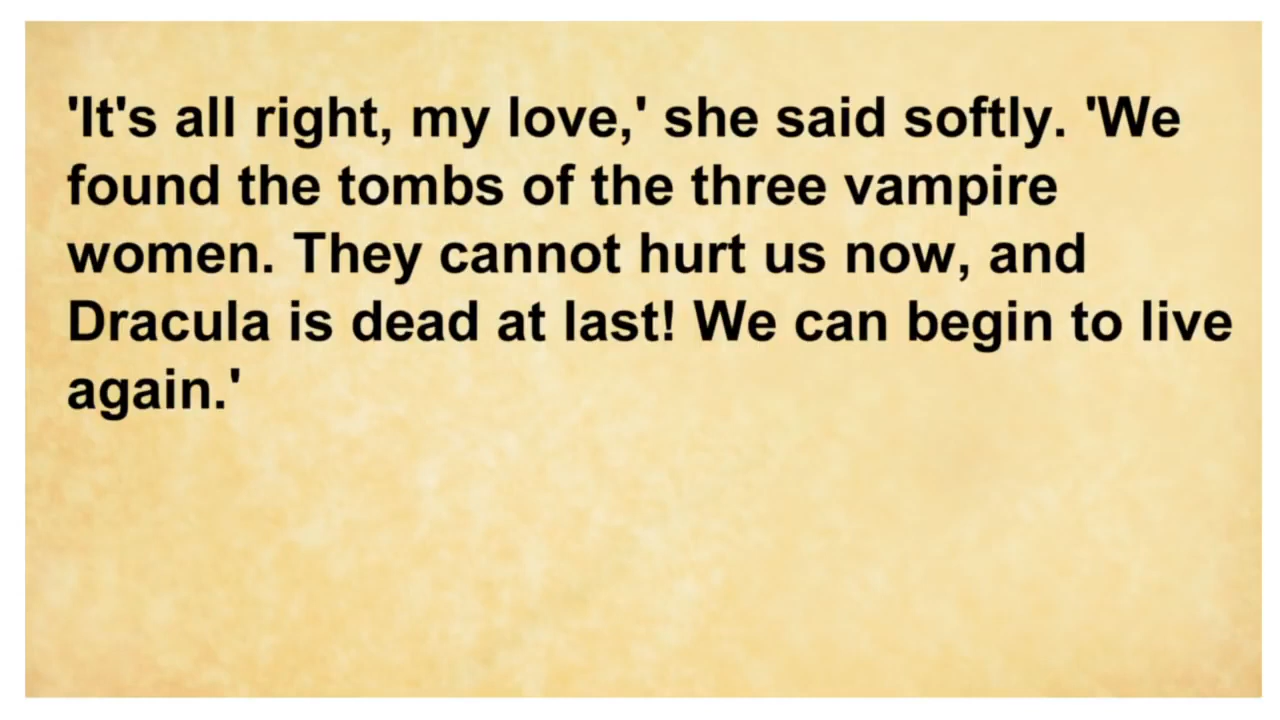 'It's all right, my love,' she said softly. 'We
found the tombs of the three vampire
women. They cannot hurt us now, and
Dracula is dead at last! We can begin to live
again.'